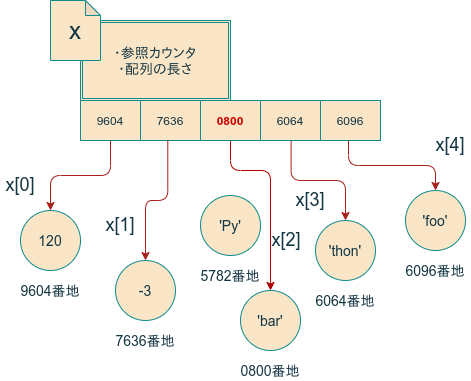 x
・参照カウンタ
・配列の長さ
9604
7636
0800
6064
6096
x[0]
x[1]
x[2]
x[3]
x[4]
120
9604番地
-3
7636番地
'Py'
5782番地
'bar'
0800番地
'thon'
6064番地
'foo'
6096番地